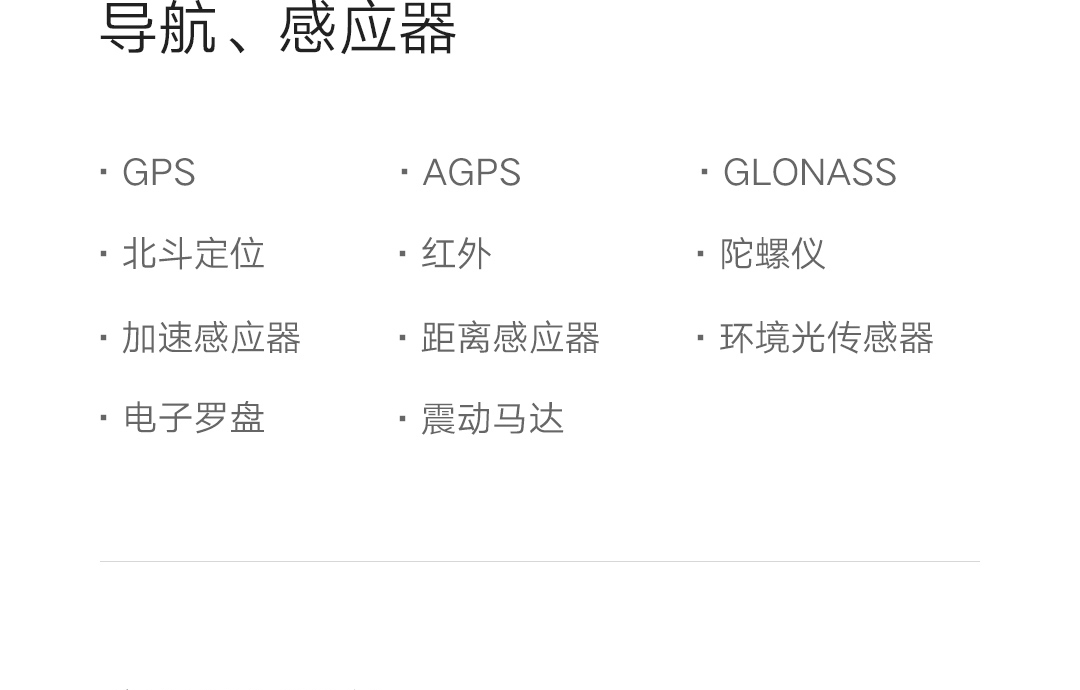 导航、感应器
· GPS · AGPS · GLONASS
· 北斗定位 · 红外 · 陀螺仪
· 加速感应器 · 距离感应器 · 环境光传感器
· 电子罗盘 · 震动马达